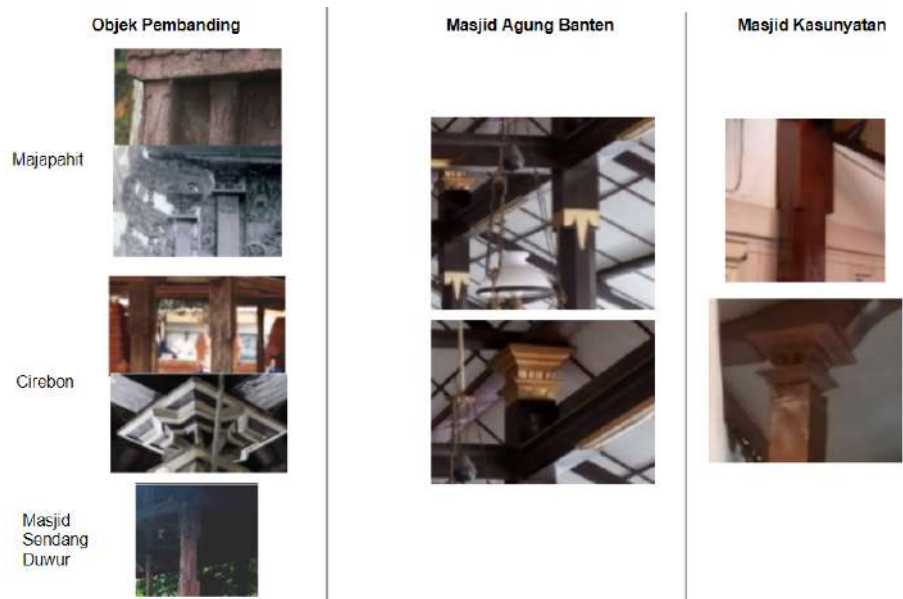 Objek Pembanding
Masjid Agung Banten
Masjid Kasunyatan
Majapahit
Cirebon
Masjid
Sendang
Duwur